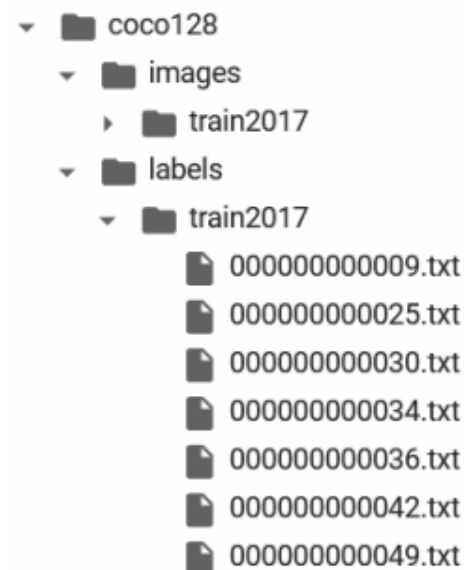 coco128
images
train2017
labels
train2017
000000000009.txt
000000000025.txt
000000000030.txt
000000000034.txt
000000000036.txt
000000000042.txt
000000000049.txt